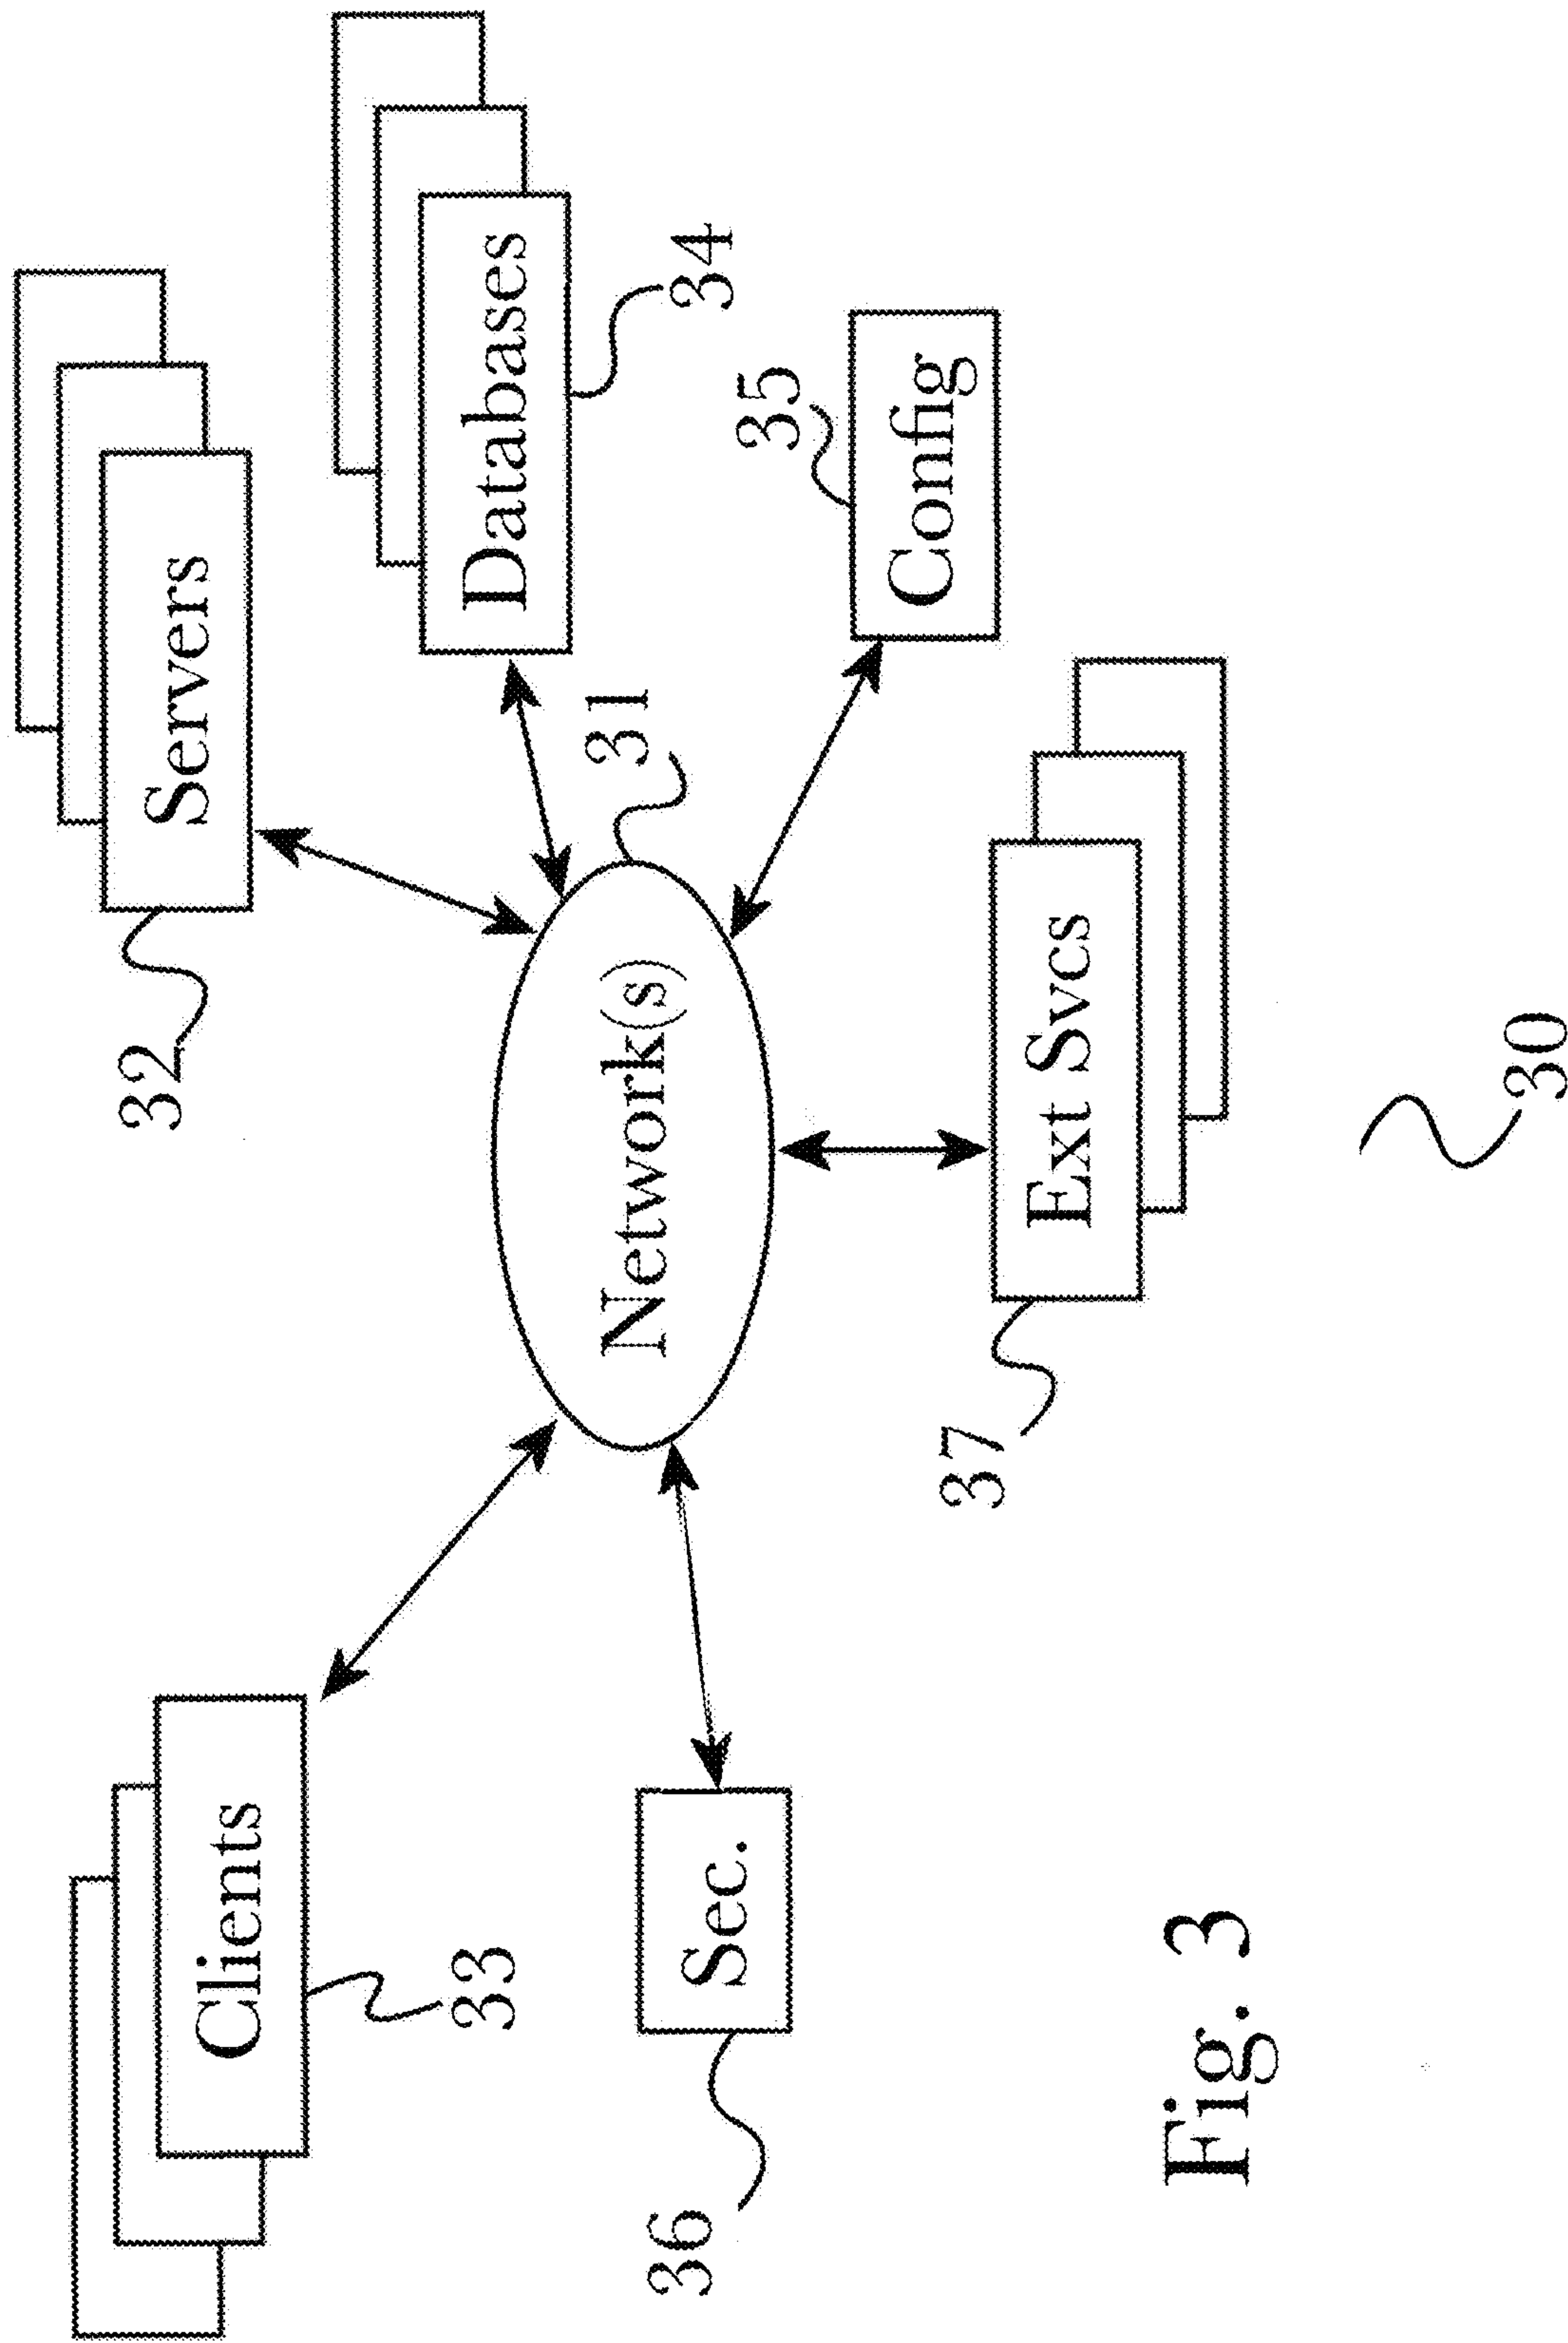 Clients
33
Servers
32
Databases
34
Network(s)
31
Config
35
Sec.
36
Ext Svcs
37
30
Fig. 3